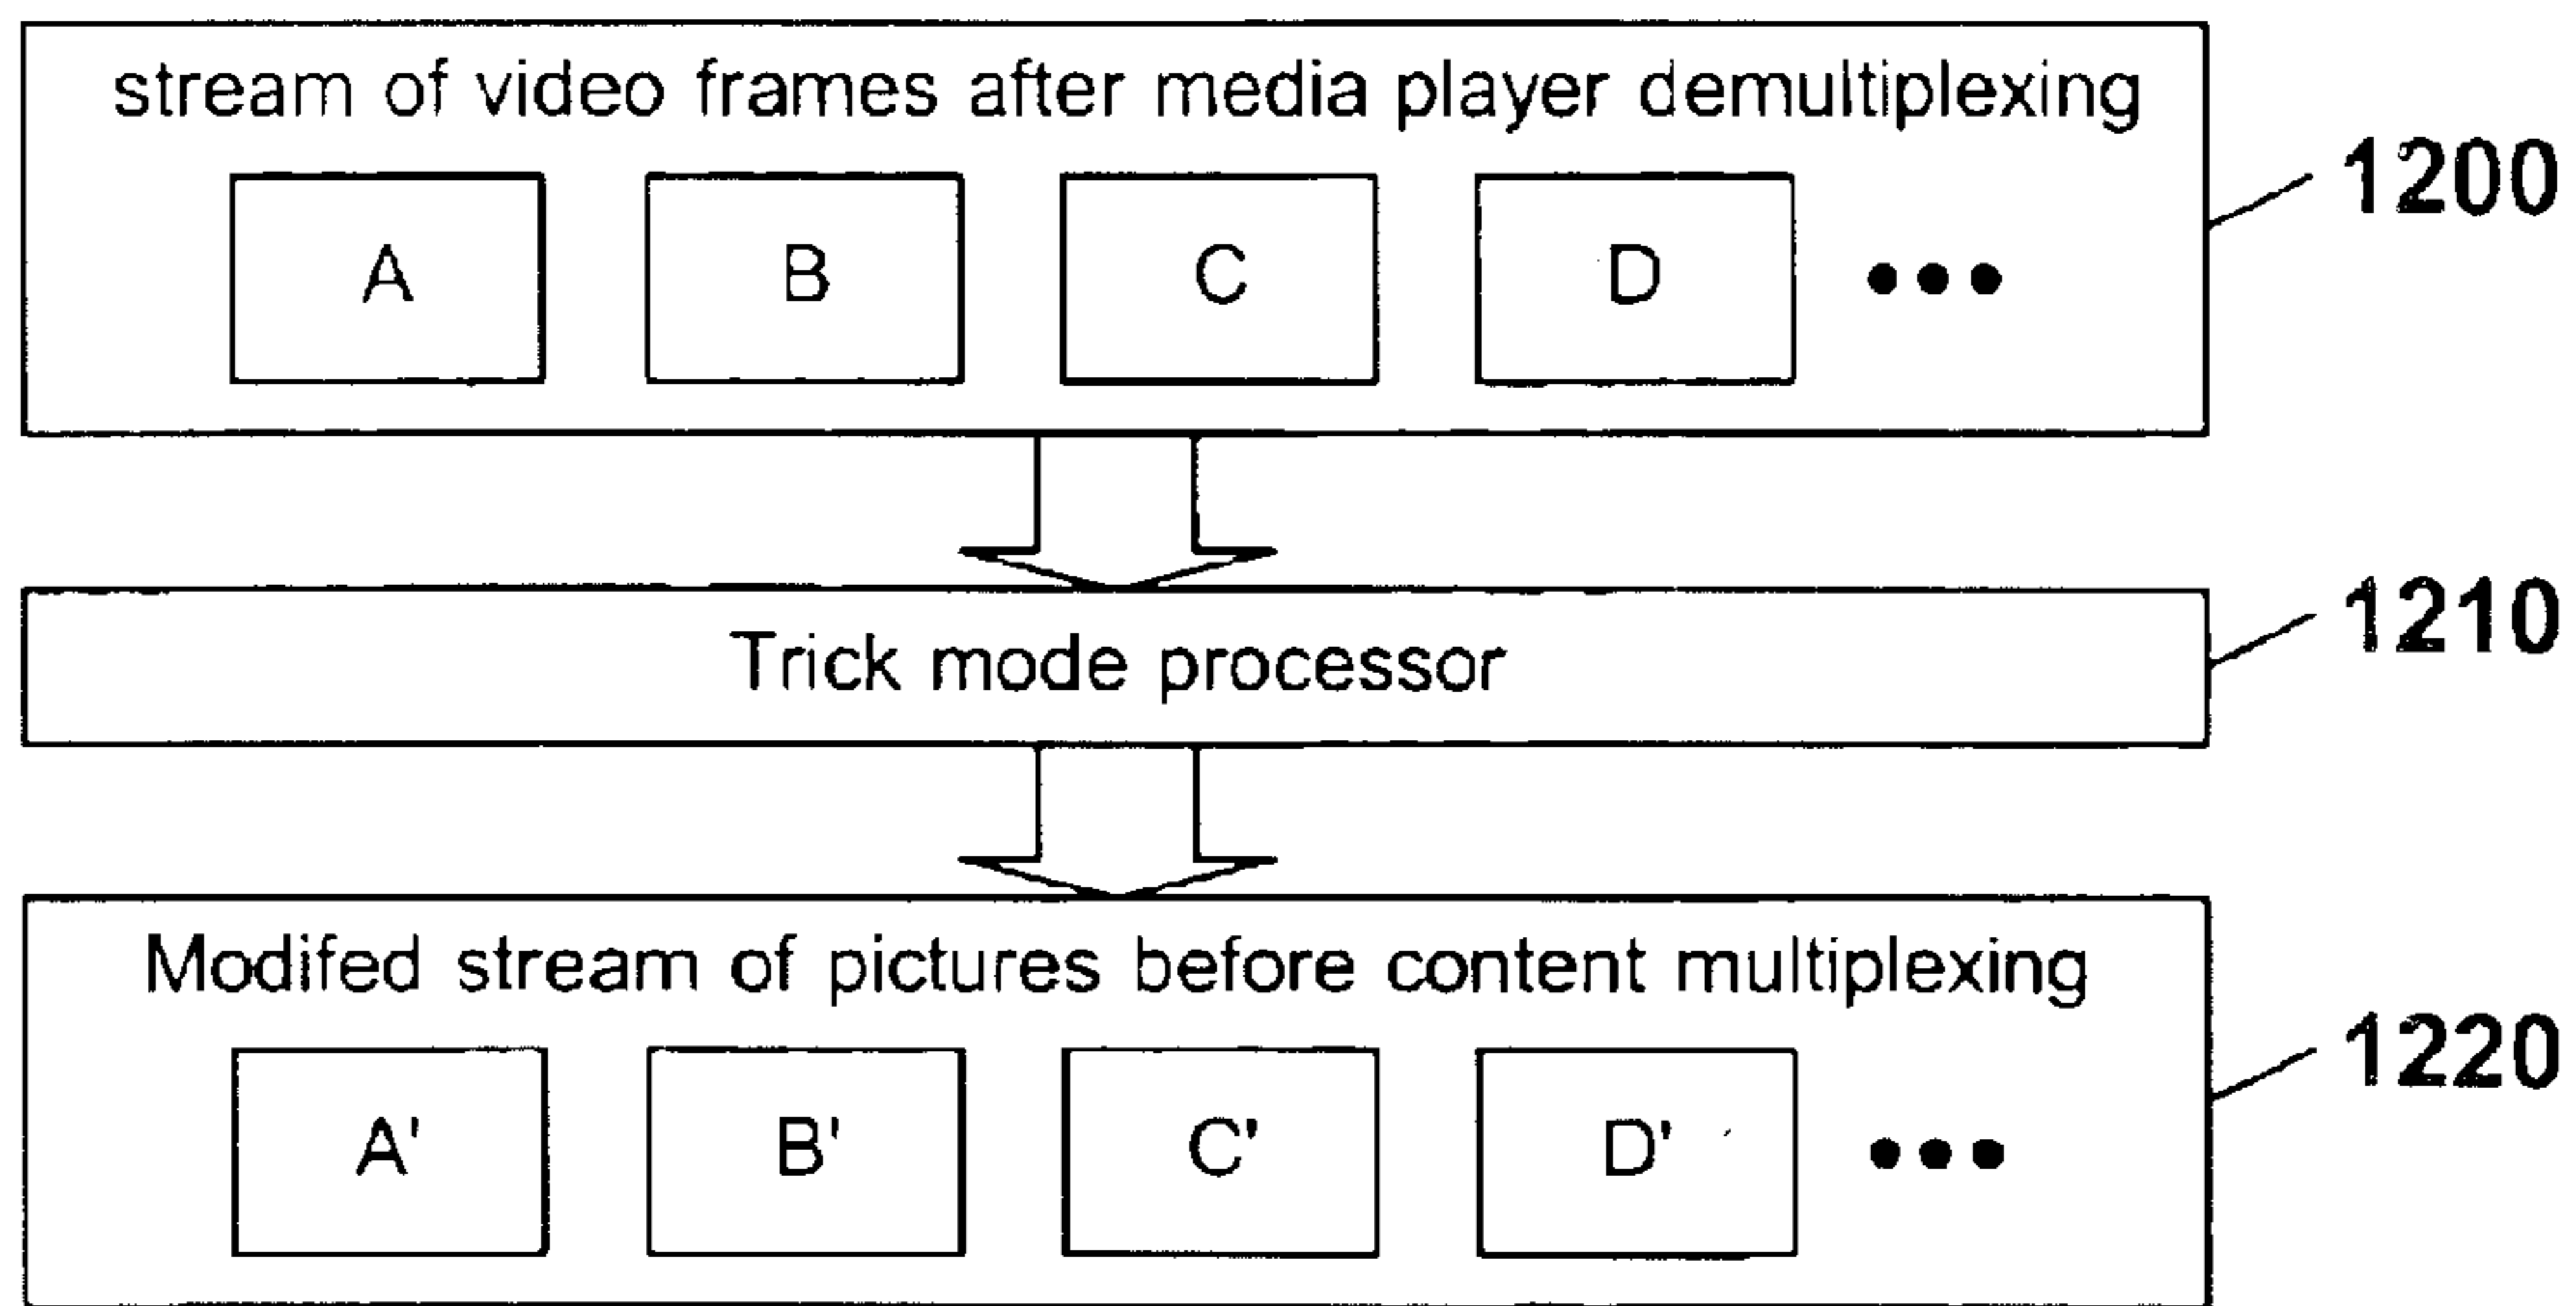 stream of video frames after media player demultiplexing
1200
A B C D •••
Trick mode processor
1210
Modifed stream of pictures before content multiplexing
1220
A' B' C' D' •••